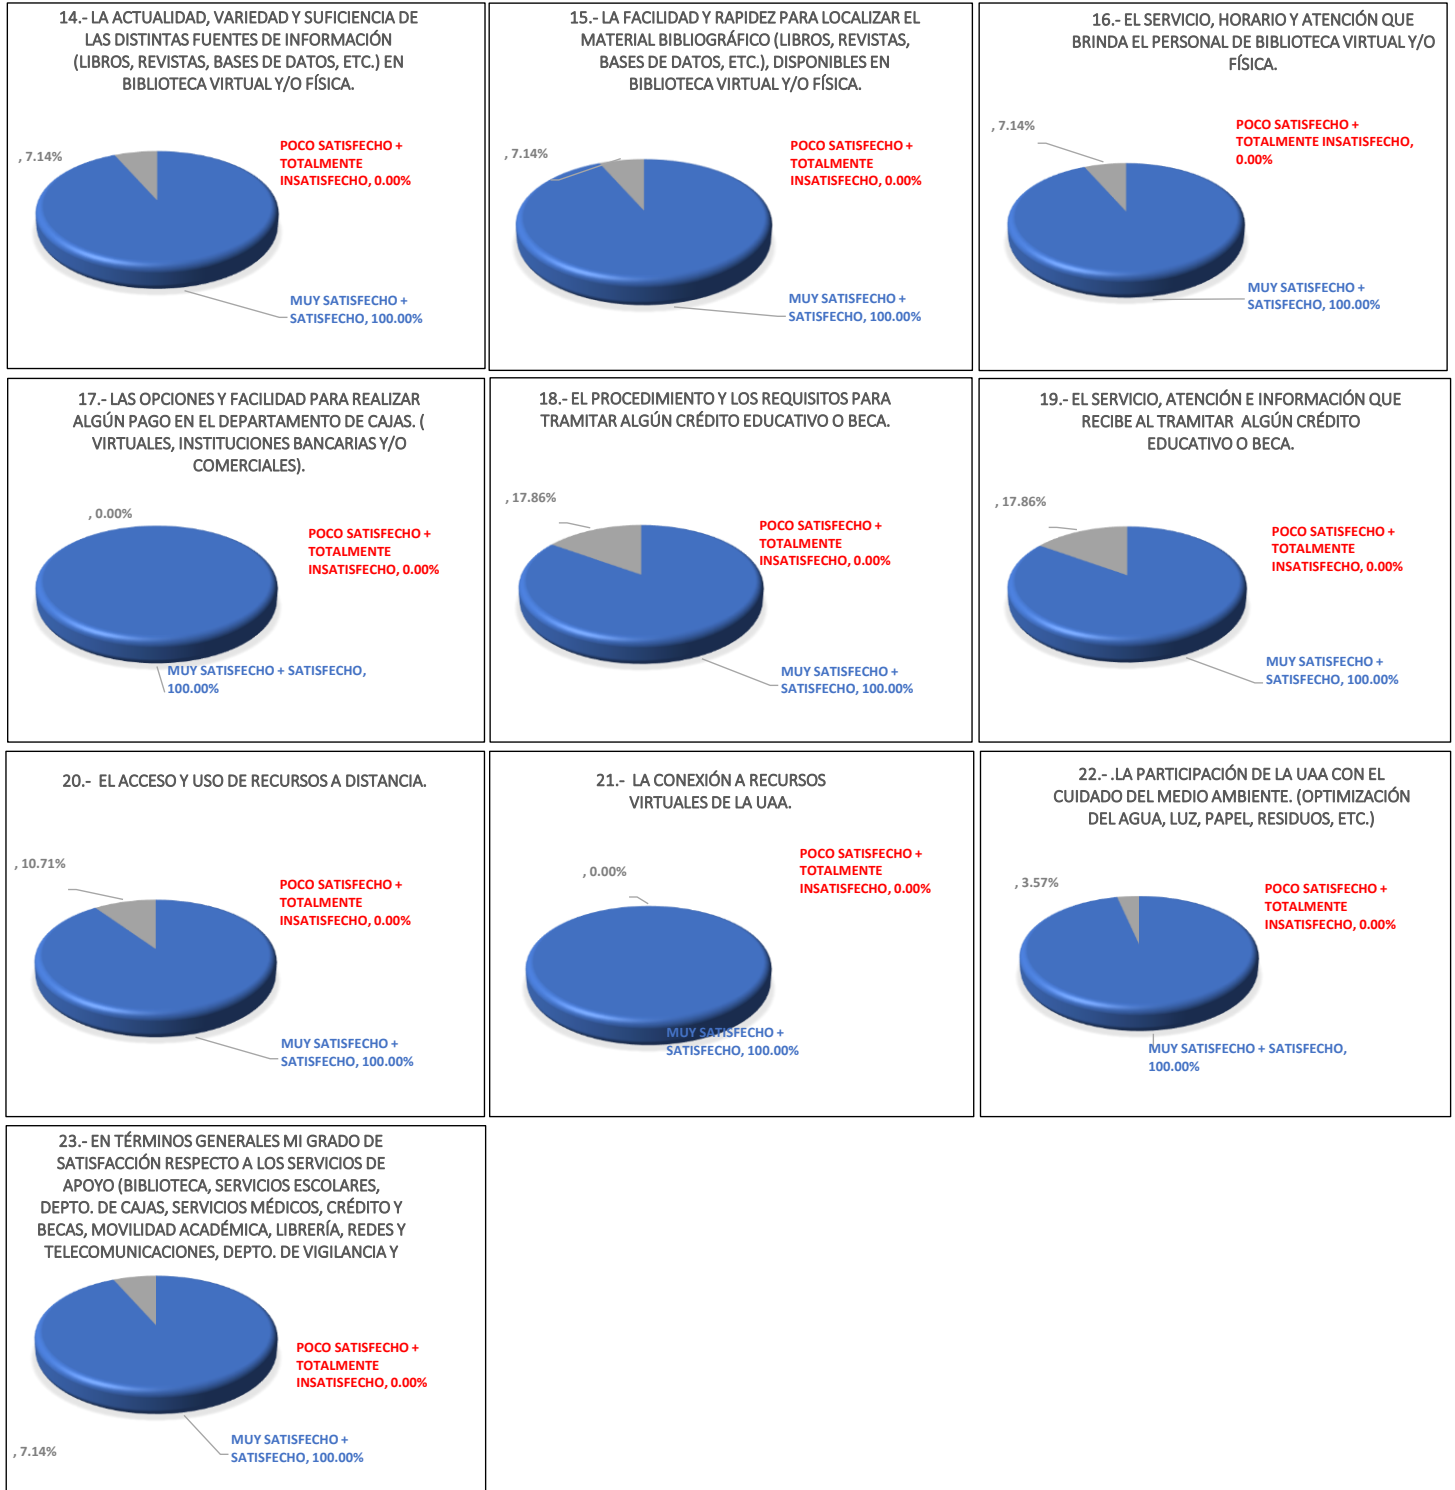 14.- LA ACTUALIDAD, VARIEDAD Y SUFICIENCIA DE
LAS DISTINTAS FUENTES DE INFORMACIÓN
(LIBROS, REVISTAS, BASES DE DATOS, ETC.) EN
BIBLIOTECA VIRTUAL Y/O FÍSICA.
, 7.14%
POCO SATISFECHO +
TOTALMENTE
INSATISFECHO, 0.00%
MUY SATISFECHO +
SATISFECHO, 100.00%
15.- LA FACILIDAD Y RAPIDEZ PARA LOCALIZAR EL
MATERIAL BIBLIOGRÁFICO (LIBROS, REVISTAS,
BASES DE DATOS, ETC.), DISPONIBLES EN
BIBLIOTECA VIRTUAL Y/O FÍSICA.
, 7.14%
POCO SATISFECHO +
TOTALMENTE
INSATISFECHO, 0.00%
MUY SATISFECHO +
SATISFECHO, 100.00%
16.- EL SERVICIO, HORARIO Y ATENCIÓN QUE
BRINDA EL PERSONAL DE BIBLIOTECA VIRTUAL Y/O
FÍSICA.
, 7.14%
POCO SATISFECHO +
TOTALMENTE INSATISFECHO,
0.00%
MUY SATISFECHO +
SATISFECHO, 100.00%
17.- LAS OPCIONES Y FACILIDAD PARA REALIZAR
ALGÚN PAGO EN EL DEPARTAMENTO DE CAJAS. (
VIRTUALES, INSTITUCIONES BANCARIAS Y/O
COMERCIALES).
, 0.00%
POCO SATISFECHO +
TOTALMENTE
INSATISFECHO, 0.00%
MUY SATISFECHO + SATISFECHO,
100.00%
18.- EL PROCEDIMIENTO Y LOS REQUISITOS PARA
TRAMITAR ALGÚN CRÉDITO EDUCATIVO O BECA.
, 17.86%
POCO SATISFECHO +
TOTALMENTE
INSATISFECHO, 0.00%
MUY SATISFECHO +
SATISFECHO, 100.00%
19.- EL SERVICIO, ATENCIÓN E INFORMACIÓN QUE
RECIBE AL TRAMITAR  ALGÚN CRÉDITO
EDUCATIVO O BECA.
, 17.86%
POCO SATISFECHO +
TOTALMENTE
INSATISFECHO, 0.00%
MUY SATISFECHO +
SATISFECHO, 100.00%
20.-  EL ACCESO Y USO DE RECURSOS A DISTANCIA.
, 10.71%
POCO SATISFECHO +
TOTALMENTE
INSATISFECHO, 0.00%
MUY SATISFECHO +
SATISFECHO, 100.00%
21.-  LA CONEXIÓN A RECURSOS
VIRTUALES DE LA UAA.
, 0.00%
POCO SATISFECHO +
TOTALMENTE
INSATISFECHO, 0.00%
MUY SATISFECHO +
SATISFECHO, 100.00%
22.- .LA PARTICIPACIÓN DE LA UAA CON EL
CUIDADO DEL MEDIO AMBIENTE. (OPTIMIZACIÓN
DEL AGUA, LUZ, PAPEL, RESIDUOS, ETC.)
, 3.57%
POCO SATISFECHO +
TOTALMENTE
INSATISFECHO, 0.00%
MUY SATISFECHO + SATISFECHO,
100.00%
23.- EN TÉRMINOS GENERALES MI GRADO DE
SATISFACCIÓN RESPECTO A LOS SERVICIOS DE
APOYO (BIBLIOTECA, SERVICIOS ESCOLARES,
DEPTO. DE CAJAS, SERVICIOS MÉDICOS, CRÉDITO Y
BECAS, MOVILIDAD ACADÉMICA, LIBRERÍA, REDES Y
TELECOMUNICACIONES, DEPTO. DE VIGILANCIA Y
POCO SATISFECHO +
TOTALMENTE
INSATISFECHO, 0.00%
MUY SATISFECHO +
SATISFECHO, 100.00%
, 7.14%